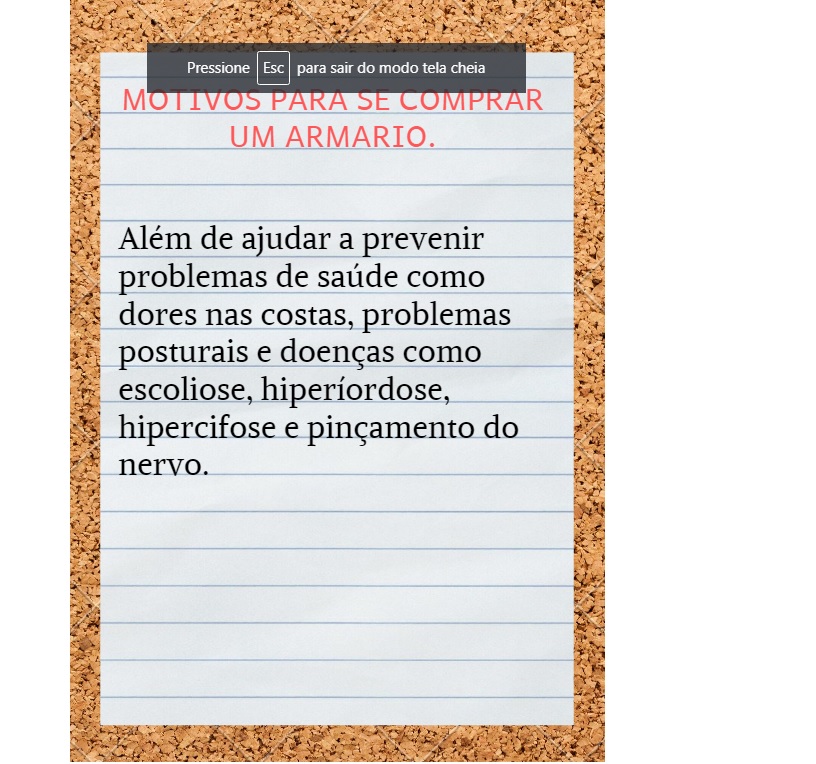 Pressione Esc para sair do modo tela cheia
MOTIVOS PARA SE COMPRAR
UM ARMARIO.
Além de ajudar a prevenir
problemas de saúde como
dores nas costas, problemas
posturais e doenças como
escoliose, hiperíordose,
hipercifose e pinçamento do
nervo.